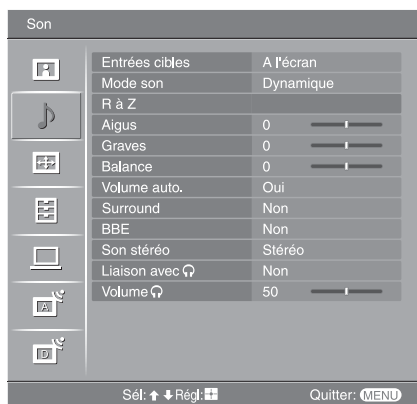 Son
Entrées cibles A l'écran
Mode son Dynamique
R à Z
Aigus 0
Graves 0
Balance 0
Volume auto. Oui
Surround Non
BBE Non
Son stéréo Stéréo
Liaison avec Non
Volume 50
A
D
Sél: Régl: Quitter: MENU